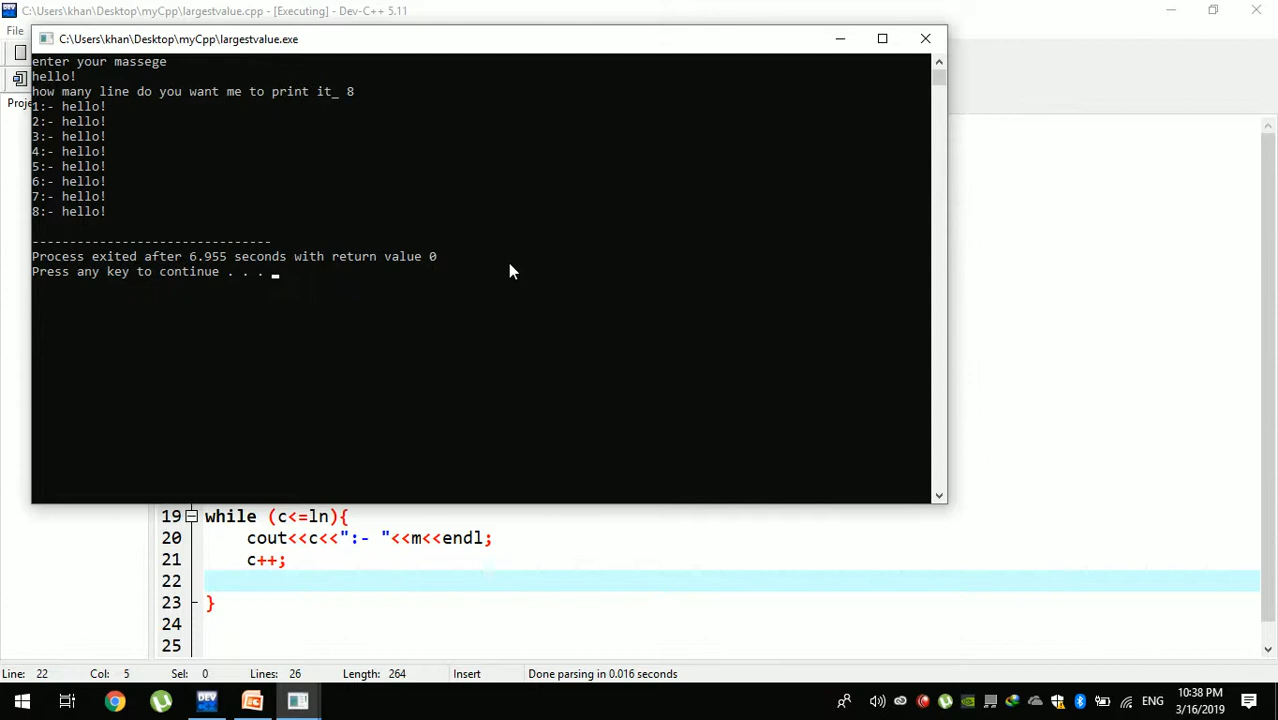 C:\Users\khan\Desktop\myCpp\largestvalue.cpp - [Executing] - Dev-C++ 5.11
File
C:\Users\khan\Desktop\myCpp\largestvalue.exe
Proje
enter your massege
hello!
how many line do you want me to print it_ 8
1:- hello!
2:- hello!
3:- hello!
4:- hello!
5:- hello!
6:- hello!
7:- hello!
8:- hello!
--------------------------------
Process exited after 6.955 seconds with return value 0
Press any key to continue . . .
19 while (c<=ln){
20 cout<<c<<":- "<<m<<endl;
21 c++;
22
23 }
24
25
Line: 22 Col: 5 Sel: 0 Lines: 26 Length: 264 Insert Done parsing in 0.016 seconds
DEV
ENG
10:38 PM
3/16/2019